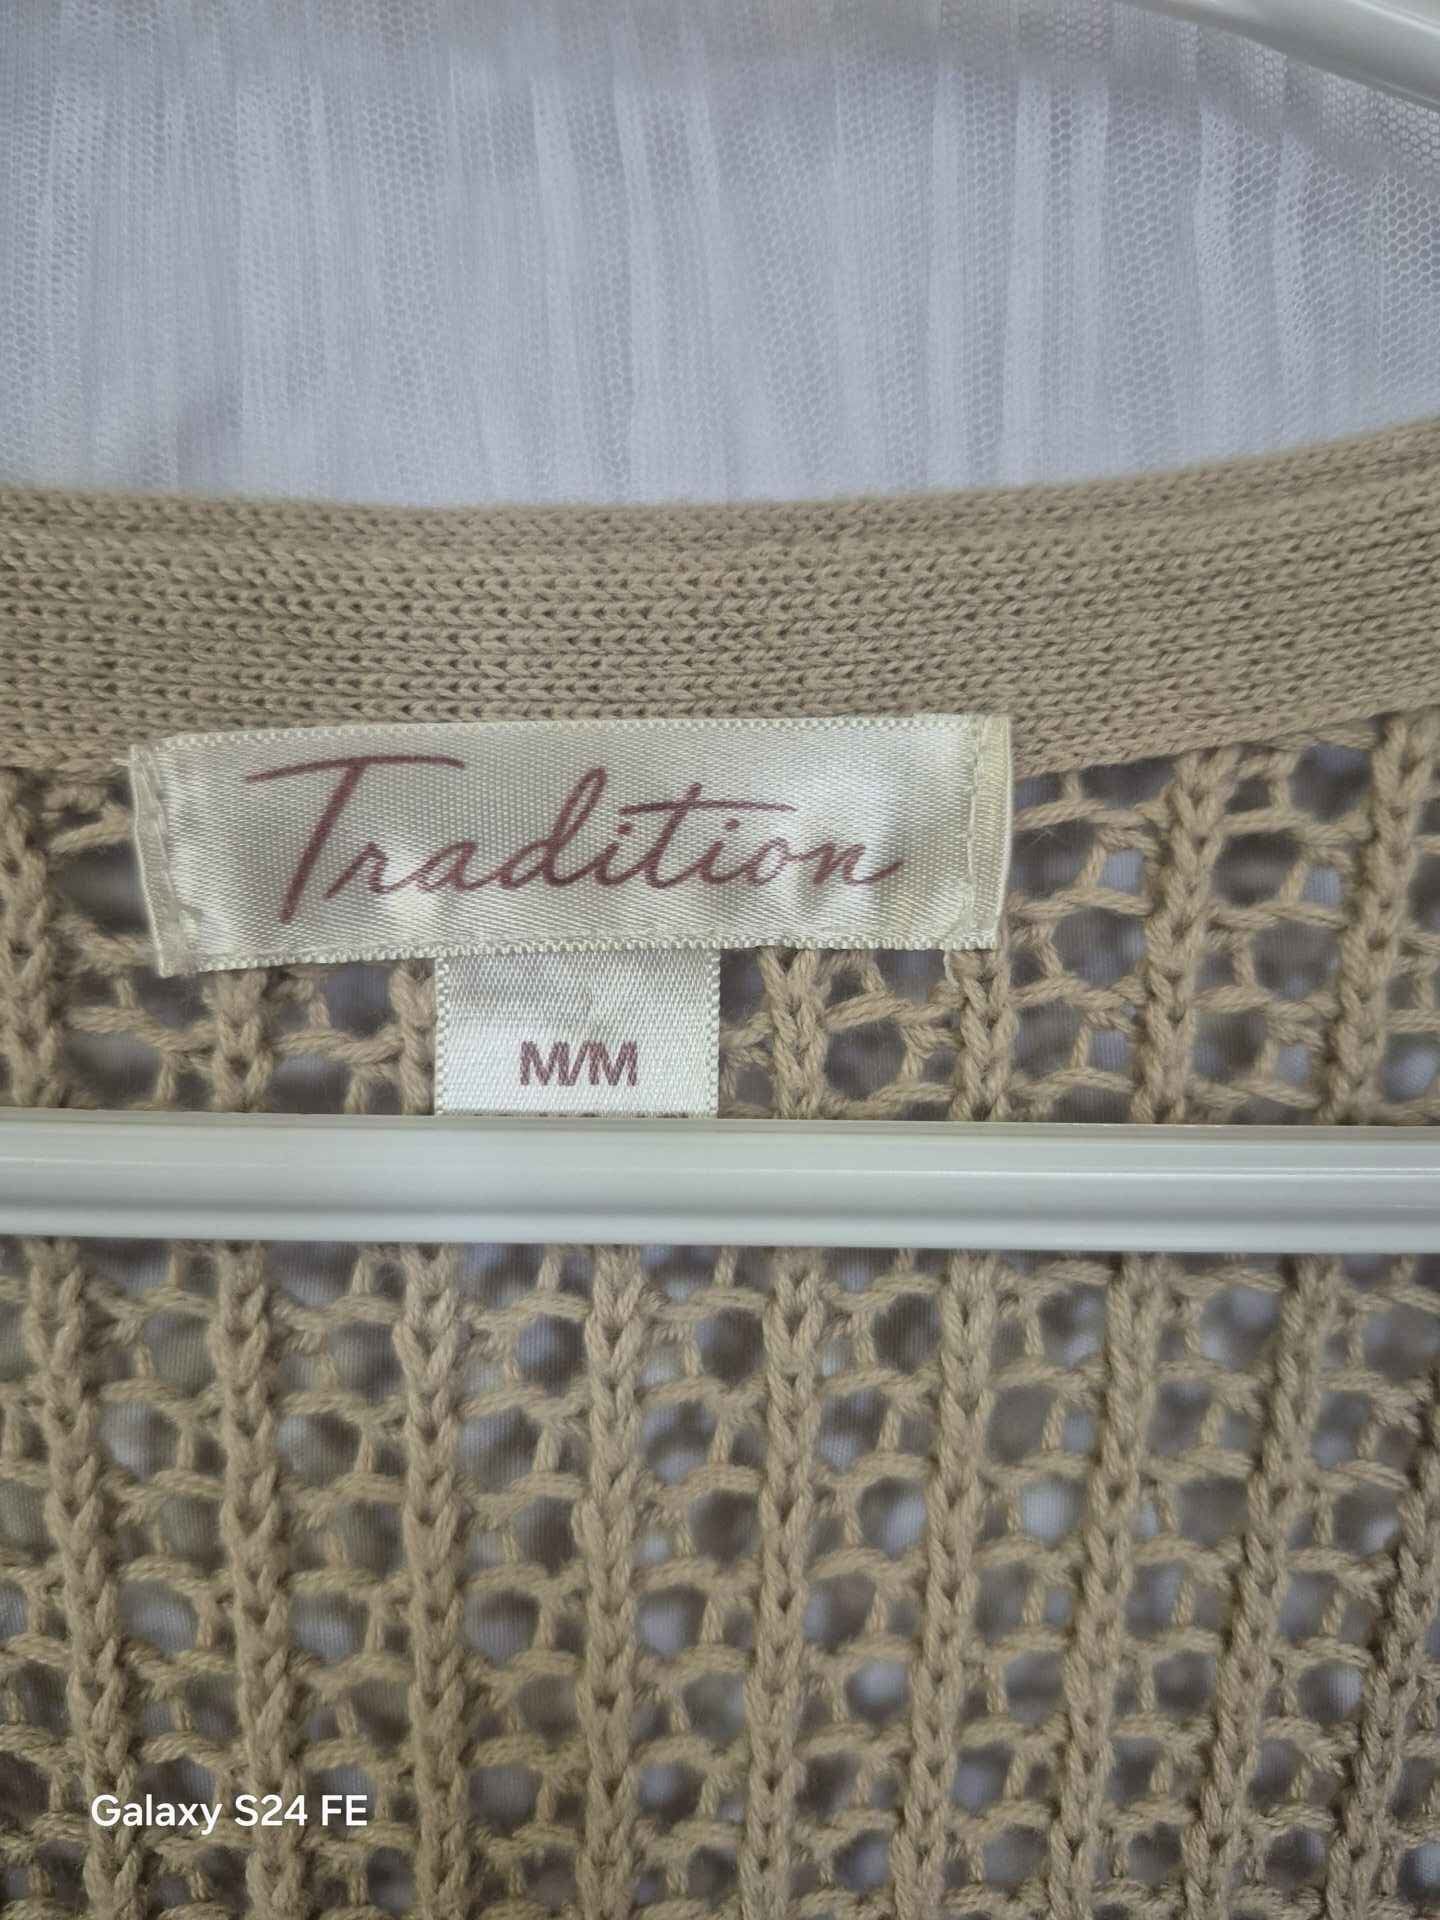 Tradition
M/M
Galaxy S24 FE